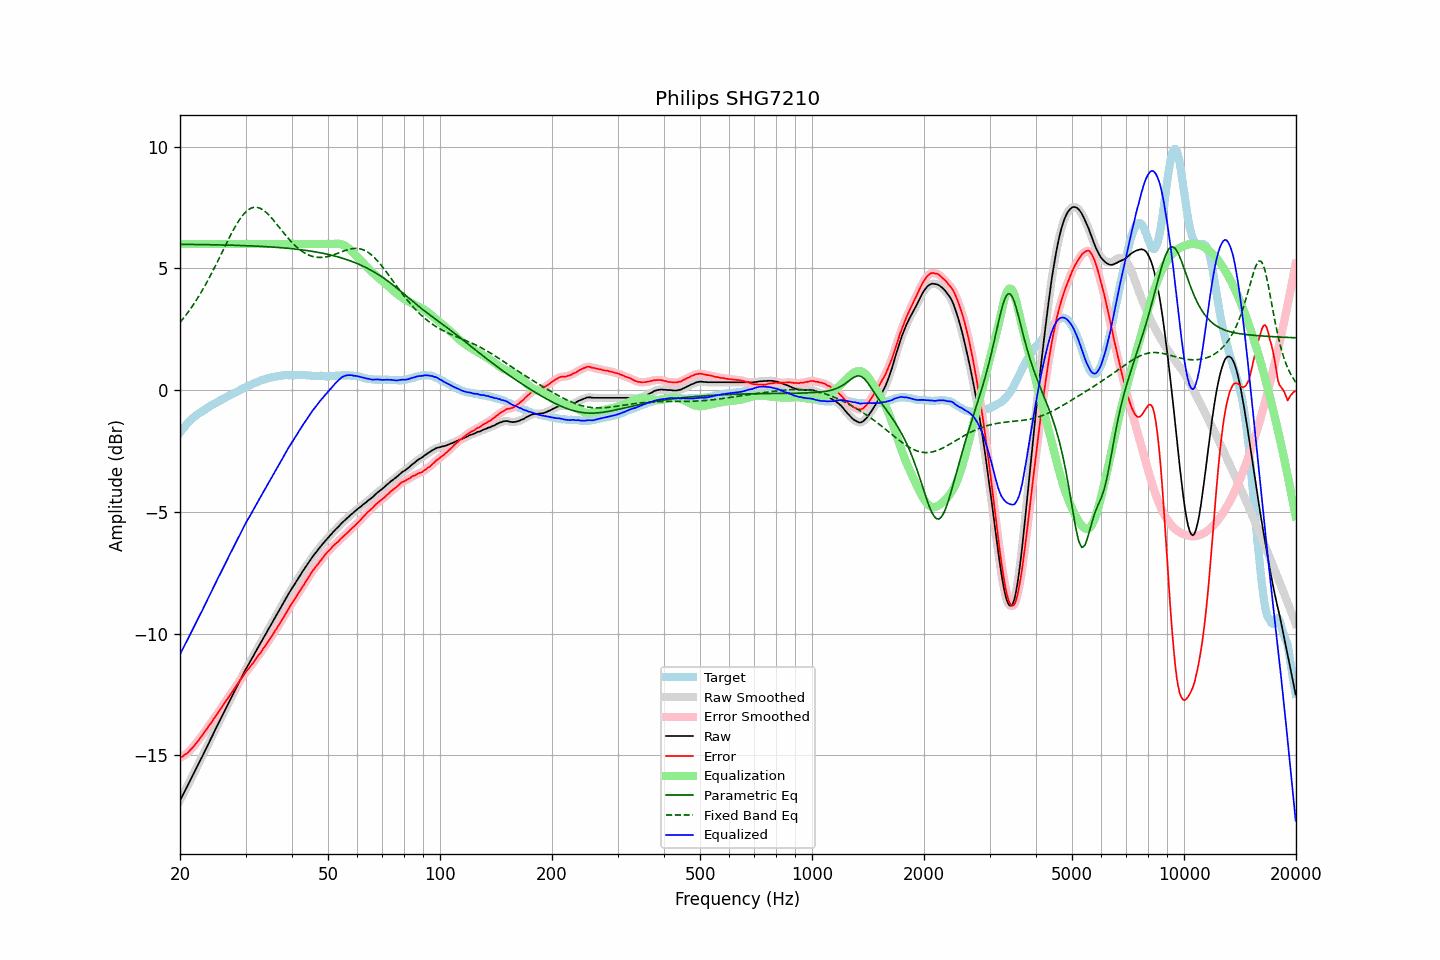 Philips SHG7210
Amplitude (dBr)
10
5
0
−5
−10
−15
Target
Raw Smoothed
Error Smoothed
Raw
Error
Equalization
Parametric Eq
Fixed Band Eq
Equalized
20 50 100 200 500 1000 2000 5000 10000 20000
Frequency (Hz)